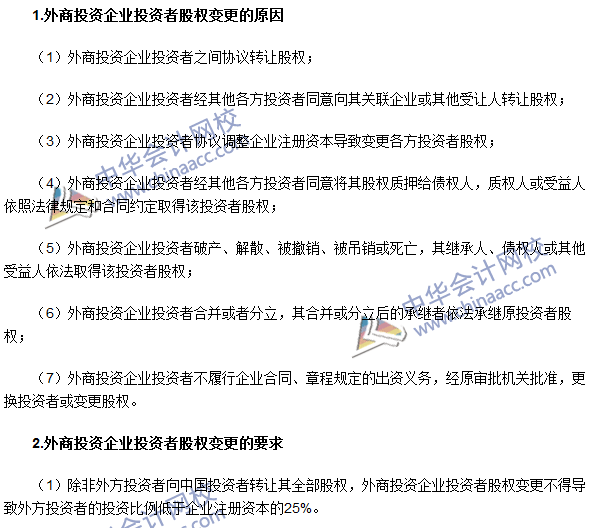 1.外商投资企业投资者股权变更的原因
（1）外商投资企业投资者之间协议转让股权；
（2）外商投资企业投资者经其他各方投资者同意向其关联企业或其他受让人转让股权；
（3）外商投资企业投资者协议调整企业注册资本导致变更各方投资者股权；
（4）外商投资企业投资者经其他各方投资者同意将其股权质押给债权人，质权人或受益人
依照法律规定和合同约定取得该投资者股权；
（5）外商投资企业投资者破产、解散、被撤销、被吊销或死亡，其继承人、债权人或其他
受益人依法取得该投资者股权；
（6）外商投资企业投资者合并或者分立，其合并或分立后的承继者依法承继原投资者股
权；
（7）外商投资企业投资者不履行企业合同、章程规定的出资义务，经原审批机关批准，更
换投资者或变更股权。
2.外商投资企业投资者股权变更的要求
（1）除非外方投资者向中国投资者转让其全部股权，外商投资企业投资者股权变更不得导
致外方投资者的投资比例低于企业注册资本的25%。
中华会计网校
www.chinaacc.com
中华会计网校
www.chinaacc.com